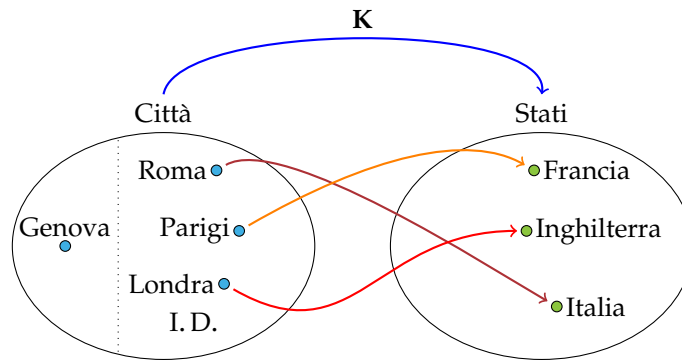 K
Città
Stati
Roma
Francia
Genova
Parigi
Inghilterra
Londra
Italia
I. D.